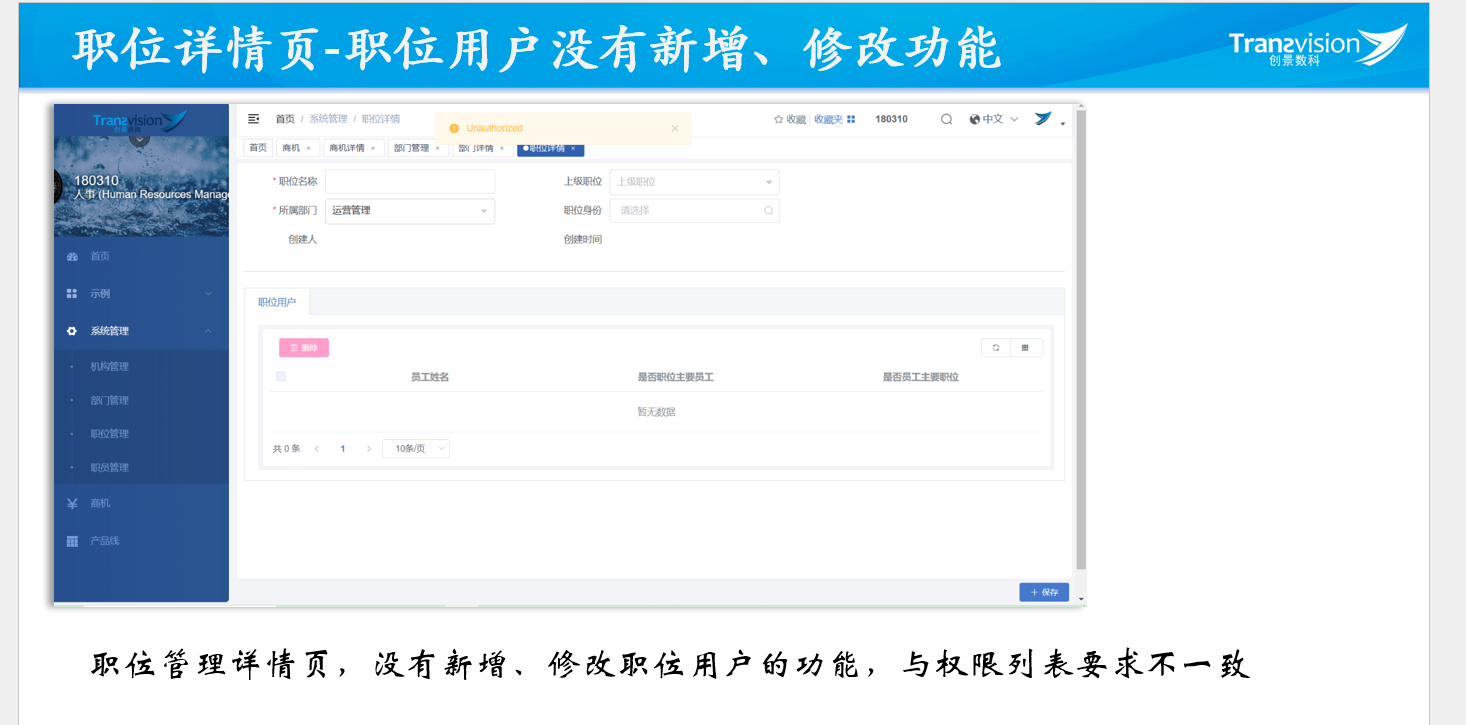 职位详情页-职位用户没有新增、修改功能
Tranzvision
创景数科
Tranzvision
创景咨询
180310
人事 (Human Resources Manag
首页
示例
系统管理
机构管理
部门管理
职位管理
职员管理
商机
产品线
首页 / 系统管理 / 职位详情
Unauthorized
收藏 收藏夹 180310 中文
首页 商机 × 商机详情 × 部门管理 × 部门详情 × 职位详情 ×
* 职位名称 上级职位 上级职位
* 所属部门 运营管理 职位身份 请选择
创建人 创建时间
职位用户
删除
员工姓名 是否职位主要员工 是否员工主要职位
暂无数据
共 0 条 < 1 > 10条/页
+ 保存
职位管理详情页，没有新增、修改职位用户的功能，与权限列表要求不一致